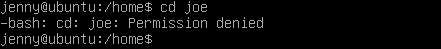 jenny@ubuntu:/home$ cd joe
-bash: cd: joe: Permission denied
jenny@ubuntu:/home$